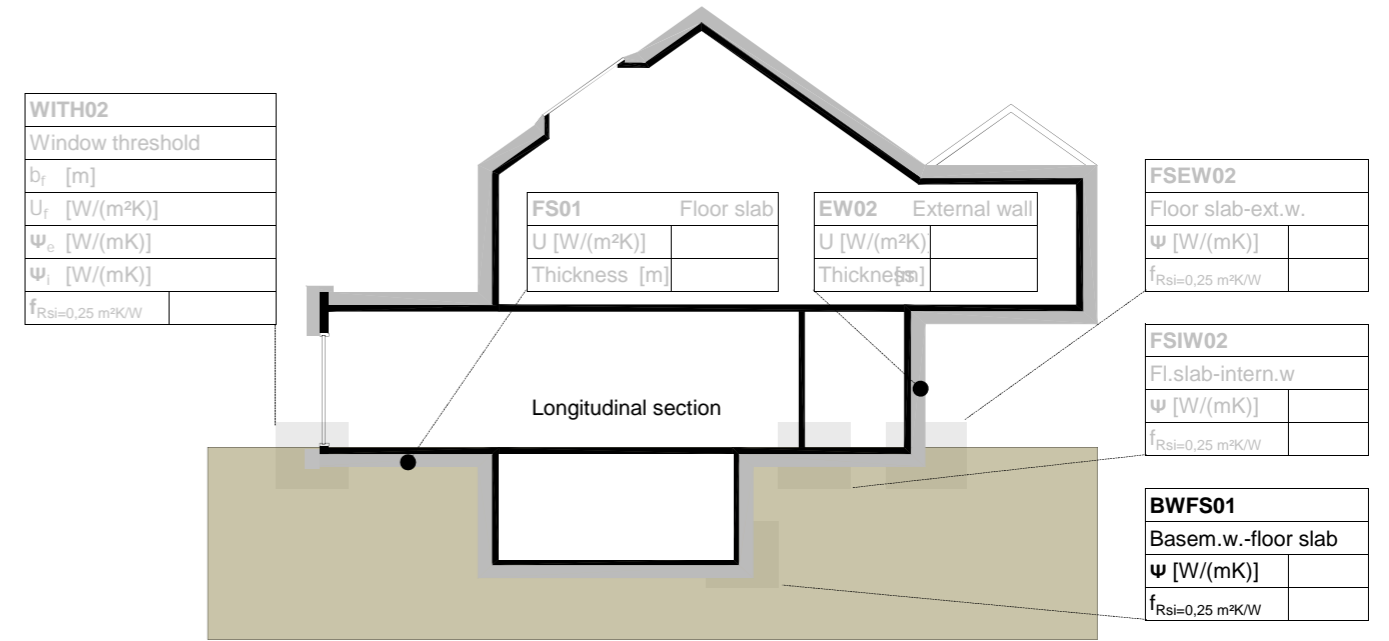 WITH02
Window threshold
bf [m]
Uf [W/(m²K)]
Ψe [W/(mK)]
Ψi [W/(mK)]
fRsi=0,25 m²K/W
FS01 Floor slab
U [W/(m²K)]
Thickness [m]
EW02 External wall
U [W/(m²K)]
Thickness [m]
Longitudinal section
FSEW02
Floor slab-ext.w.
Ψ [W/(mK)]
fRsi=0,25 m²K/W
FSIW02
Fl.slab-intern.w
Ψ [W/(mK)]
fRsi=0,25 m²K/W
BWFS01
Basem.w.-floor slab
Ψ [W/(mK)]
fRsi=0,25 m²K/W